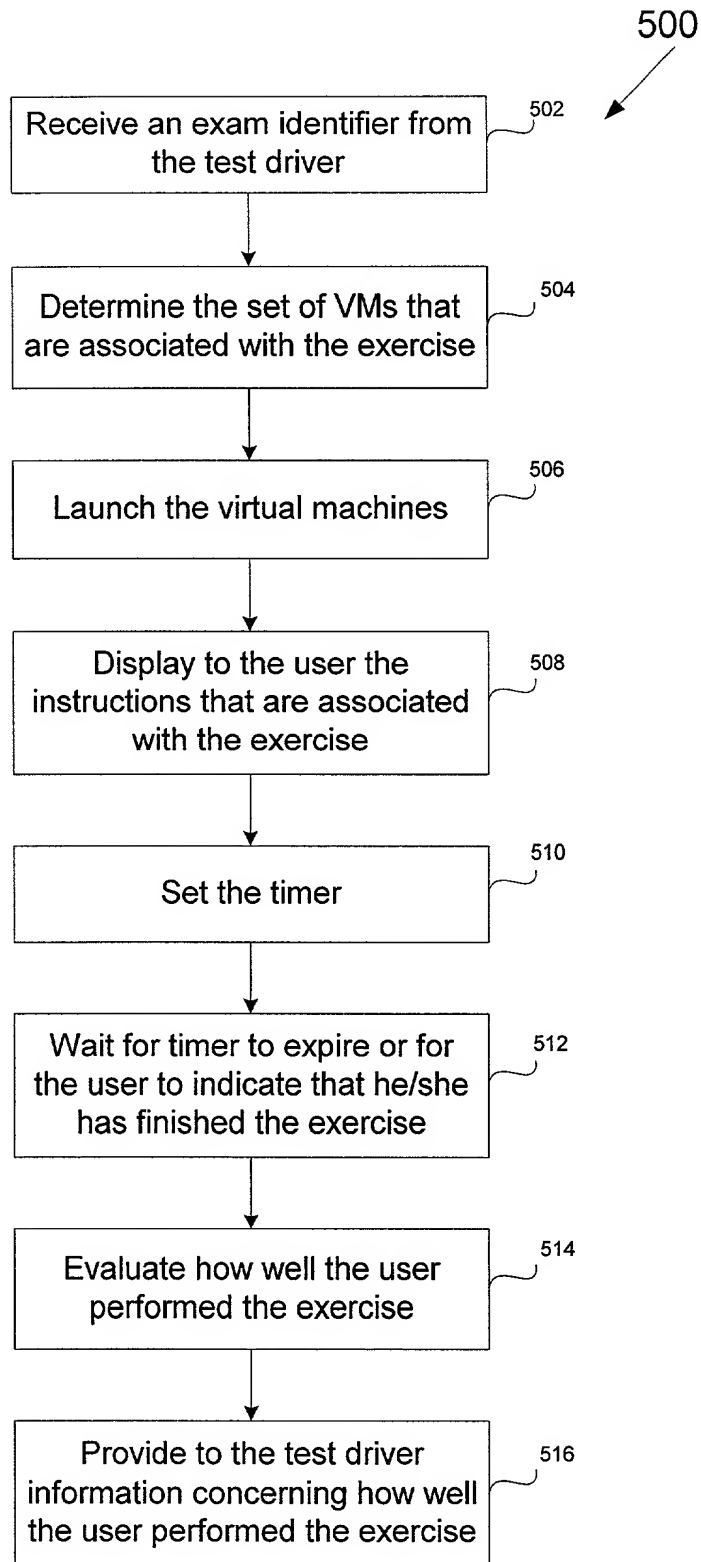 500
Receive an exam identifier from
the test driver
502
Determine the set of VMs that
are associated with the exercise
504
Launch the virtual machines
506
Display to the user the
instructions that are associated
with the exercise
508
Set the timer
510
Wait for timer to expire or for
the user to indicate that he/she
has finished the exercise
512
Evaluate how well the user
performed the exercise
514
Provide to the test driver
information concerning how well
the user performed the exercise
516